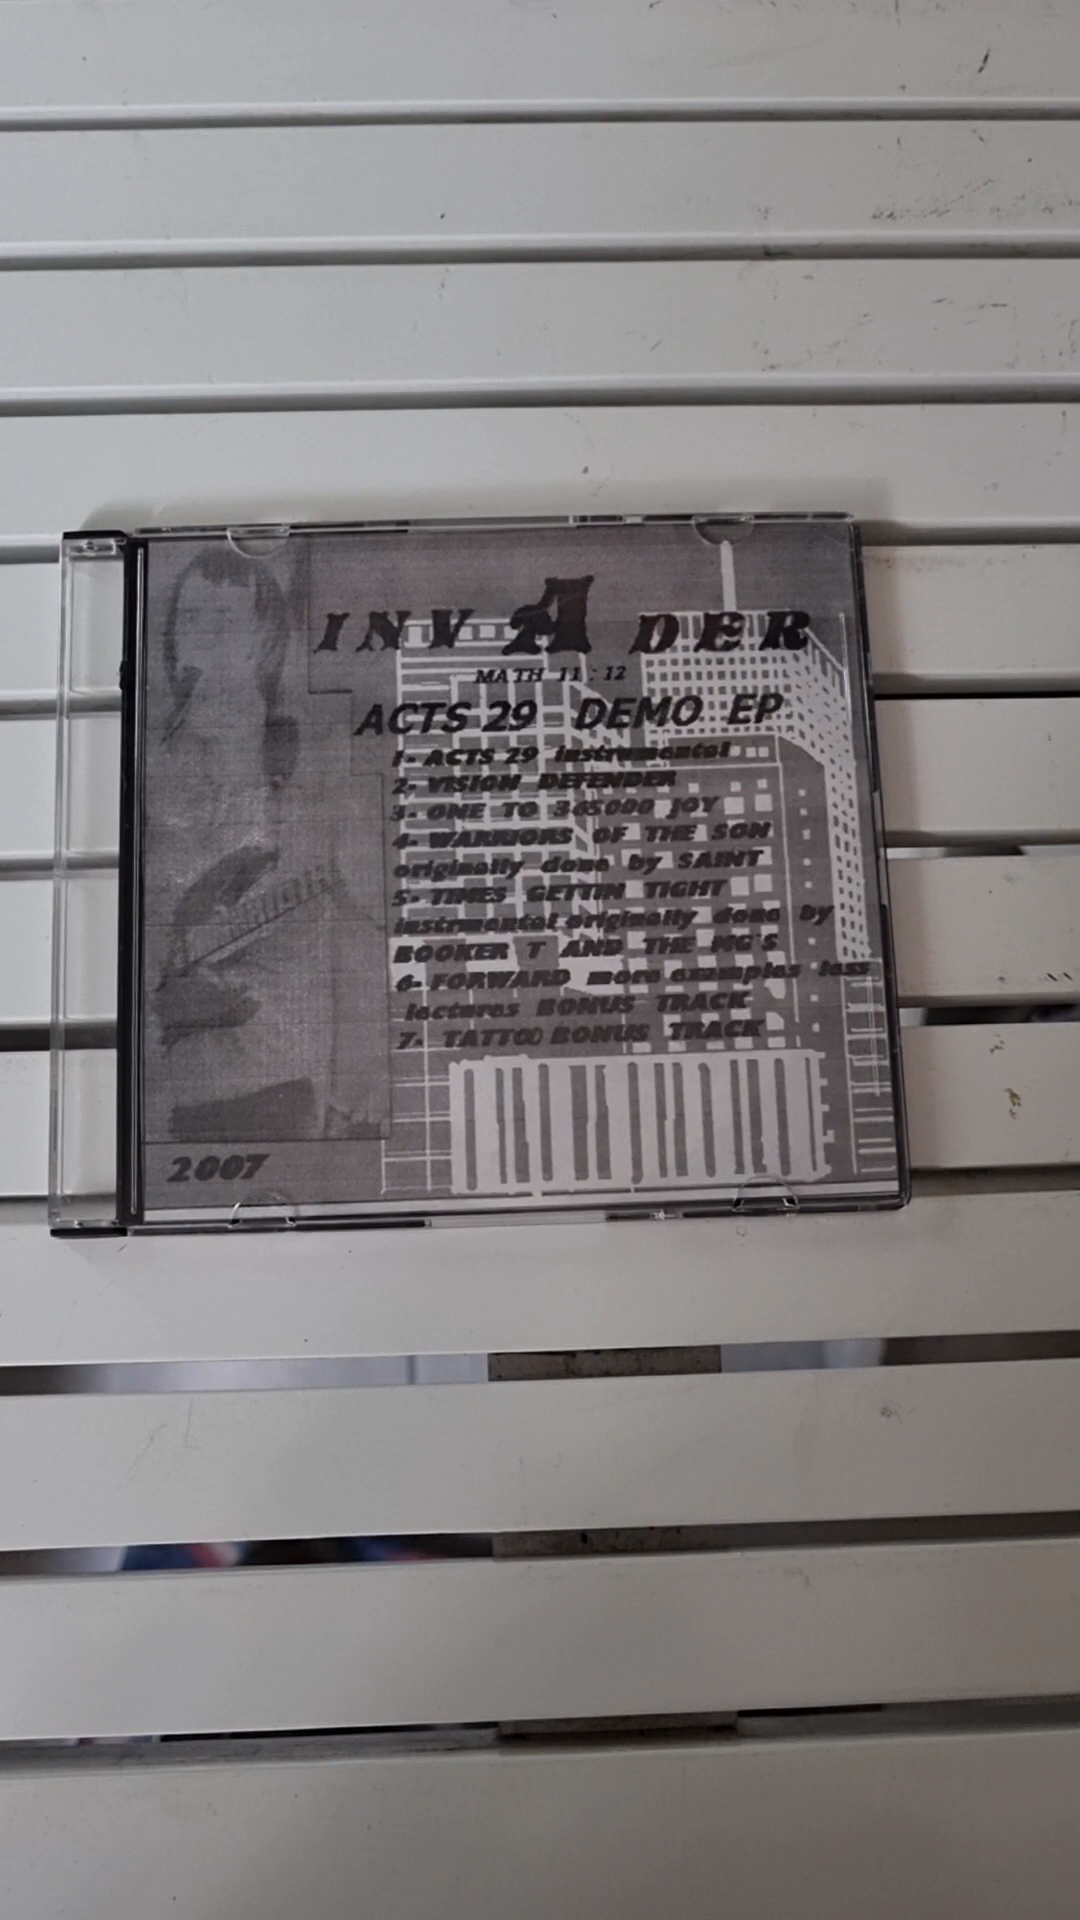 INVADER
MATH 11:12
ACTS 29 DEMO EP
1- ACTS 29 instrumental
2- VISION DEFENDER
3- ONE TO 365000 JOY
4- WARRIORS OF THE SON
originally done by SAINT
5- TIMES GETTIN TIGHT
instrmental originally done by
BOOKER T AND THE MG'S
6- FORWARD more examples less
lectures BONUS TRACK
7- TATTOO BONUS TRACK
2007